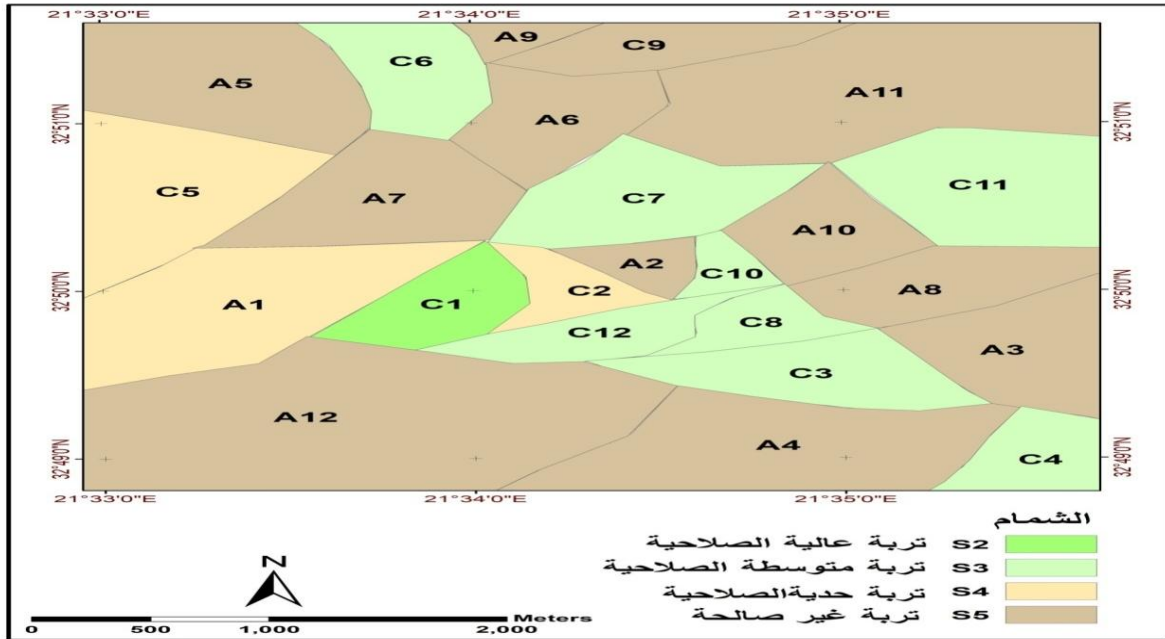 21°33'0"E 21°34'0"E 21°35'0"E
A9
C9
C6
A5
A11
A6
32°51'0"N 32°51'0"N
C5
A7
C7
C11
A10
A2
C10
32°50'0"N 32°50'0"N
A1
C1
C2
A8
C12
C8
A3
C3
A12
A4
32°49'0"N 32°49'0"N
C4
21°33'0"E 21°34'0"E 21°35'0"E
الشمام
S2 تربة عالية الصلاحية
S3 تربة متوسطة الصلاحية
S4 تربة حديةالصلاحية
S5 تربة غير صالحة
N
Meters
0 500 1,000 2,000